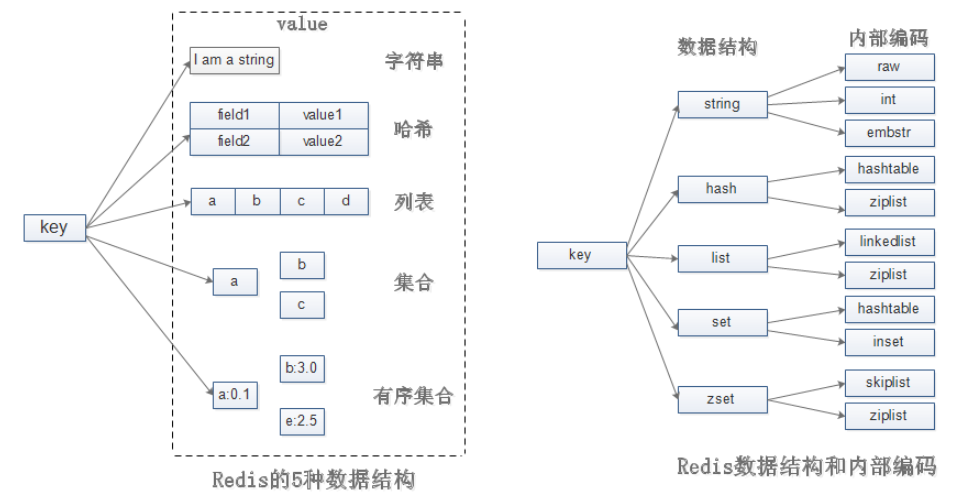 value
I am a string
字符串
field1 value1
field2 value2
哈希
a b c d
列表
key
a
b
c
集合
a:0.1
b:3.0
e:2.5
有序集合
Redis的5种数据结构
数据结构
内部编码
key
string
raw
int
embstr
hash
hashtable
ziplist
list
linkedlist
ziplist
set
hashtable
inset
zset
skiplist
ziplist
Redis数据结构和内部编码